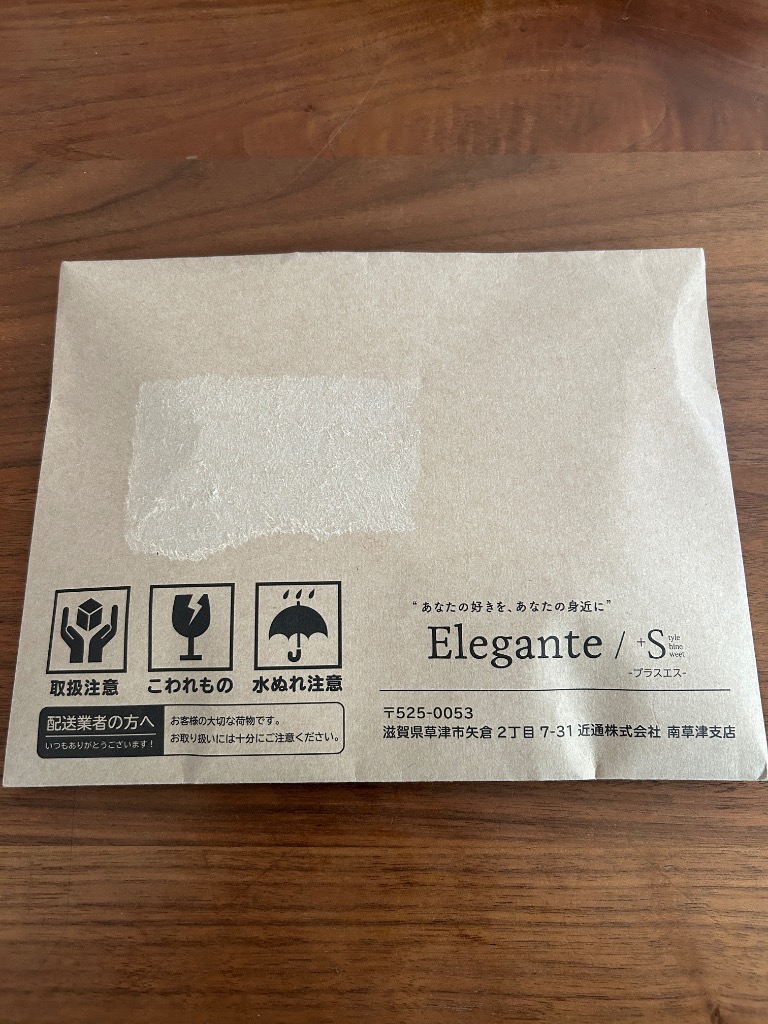 取扱注意
こわれもの
水ぬれ注意
配送業者の方へ
いつもありがとうございます!
お客様の大切な荷物です。
お取り扱いには十分にご注意ください。
“あなたの好きを、あなたの身近に”
Elegante / +S
tyle
hine
weet
-プラスエス-
〒525-0053
滋賀県草津市矢倉 2丁目 7-31 近通株式会社 南草津支店